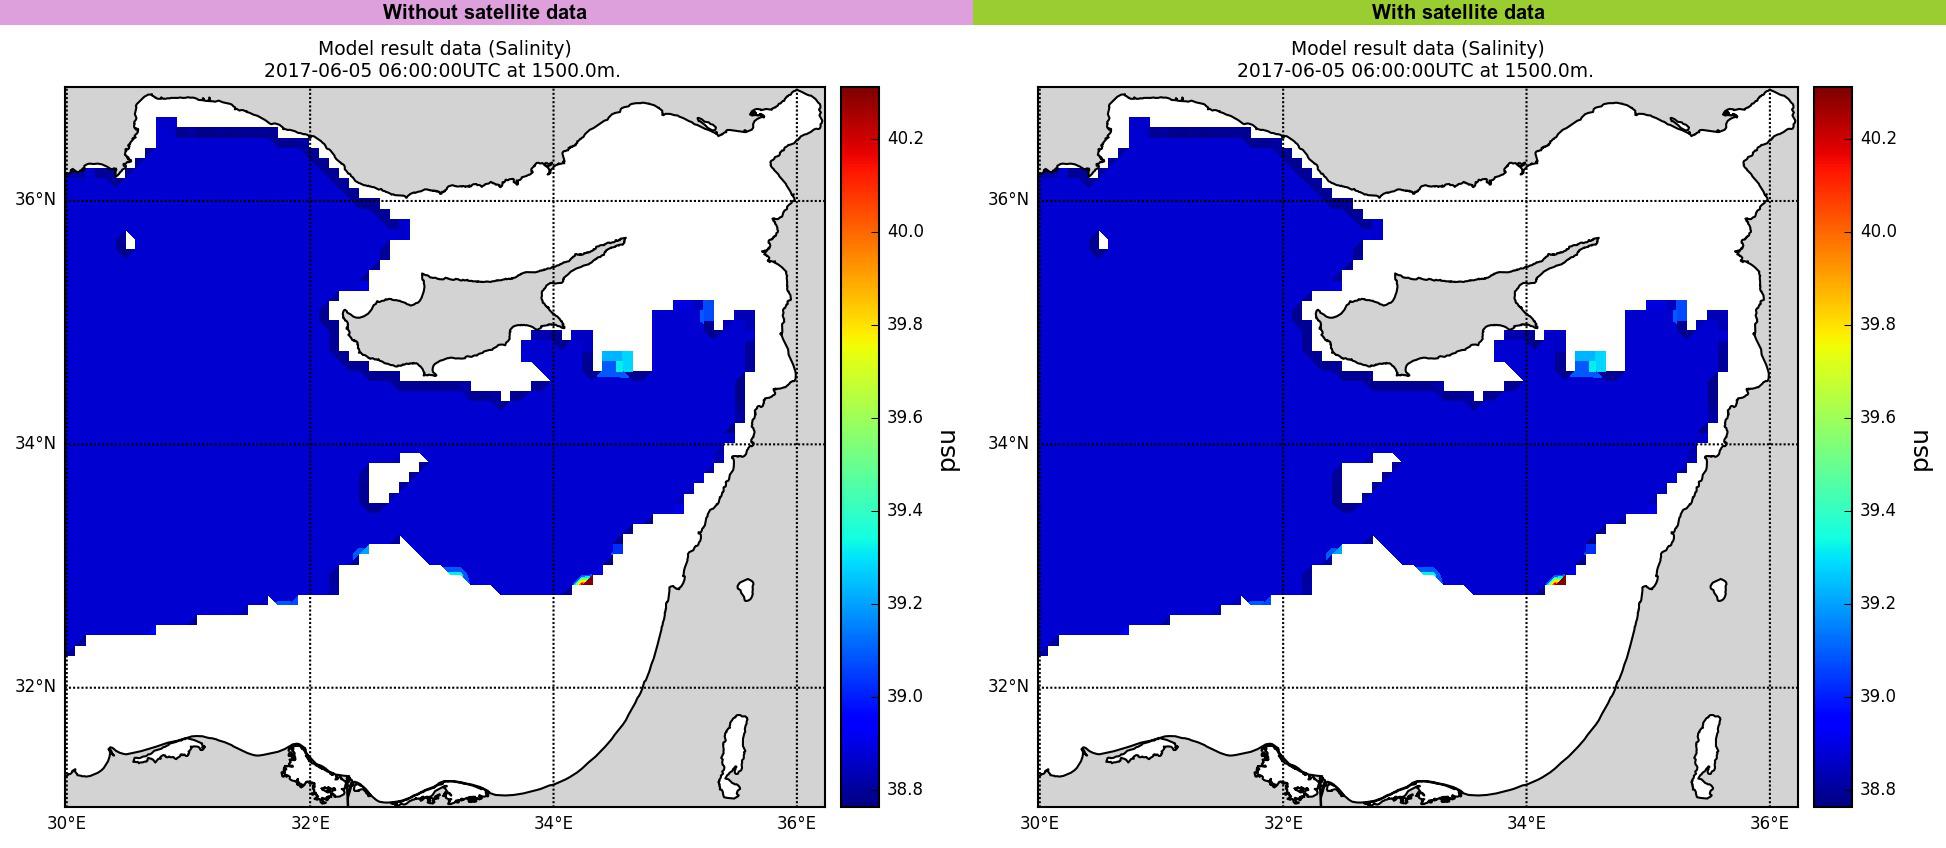 Without satellite data
With satellite data
Model result data (Salinity)
2017-06-05 06:00:00UTC at 1500.0m.
36°N
34°N
32°N
30°E
32°E
34°E
36°E
40.2
40.0
39.8
39.6
39.4
39.2
39.0
38.8
psu
Model result data (Salinity)
2017-06-05 06:00:00UTC at 1500.0m.
36°N
34°N
32°N
30°E
32°E
34°E
36°E
40.2
40.0
39.8
39.6
39.4
39.2
39.0
38.8
psu